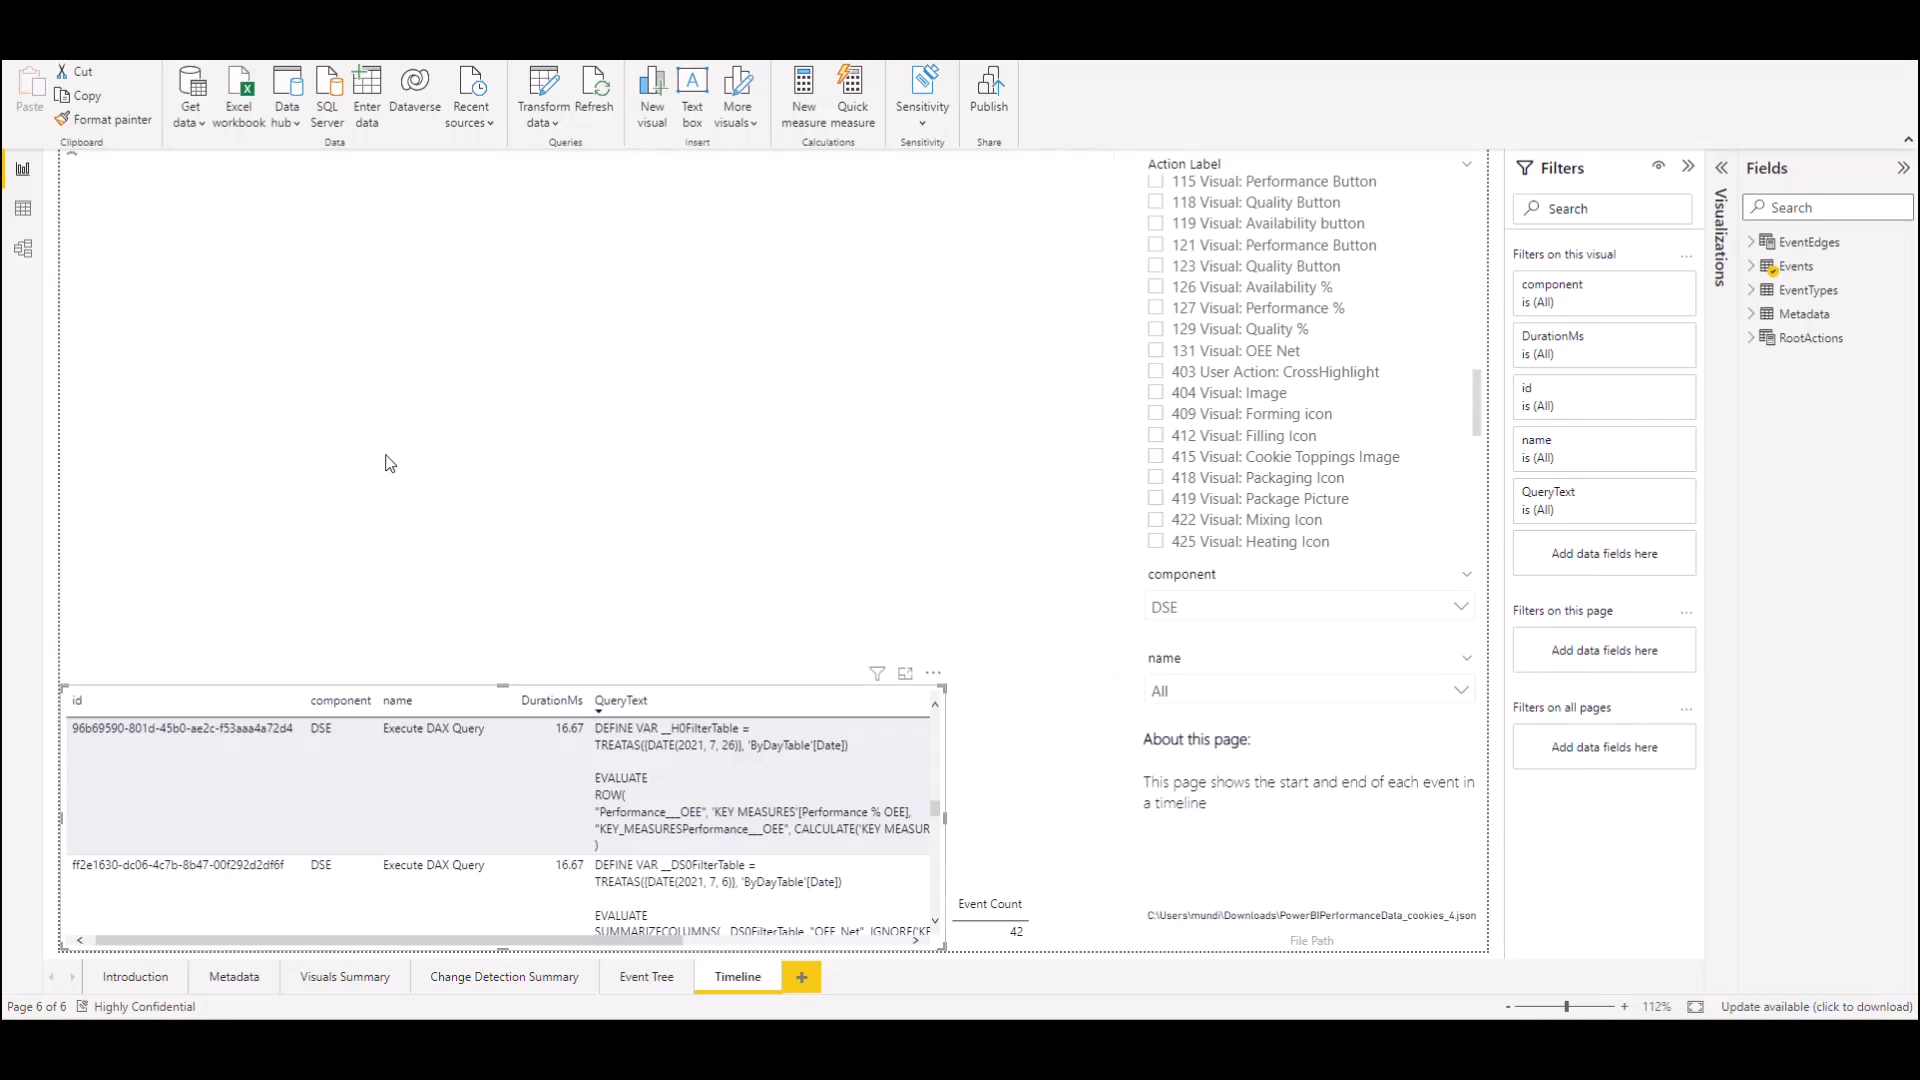 Cut
Copy
Paste
Format painter
Clipboard
Get data
Excel workbook
Data hub
SQL Server
Enter data
Dataverse
Recent sources
Data
Transform data
Refresh
Queries
New visual
Text box
More visuals
Insert
New measure
Quick measure
Calculations
Sensitivity
Sensitivity
Publish
Share
Action Label
115 Visual: Performance Button
118 Visual: Quality Button
119 Visual: Availability button
121 Visual: Performance Button
123 Visual: Quality Button
126 Visual: Availability %
127 Visual: Performance %
129 Visual: Quality %
131 Visual: OEE Net
403 User Action: CrossHighlight
404 Visual: Image
409 Visual: Forming icon
412 Visual: Filling Icon
415 Visual: Cookie Toppings Image
418 Visual: Packaging Icon
419 Visual: Package Picture
422 Visual: Mixing Icon
425 Visual: Heating Icon
component
DSE
name
All
About this page:
This page shows the start and end of each event in
a timeline
C:\Users\mundi\Downloads\PowerBIPerformanceData_cookies_4.json
File Path
Event Count
42
id component name DurationMs QueryText
96b69590-801d-45b0-ae2c-f53aaa4a72d4 DSE Execute DAX Query 16.67 DEFINE VAR __H0FilterTable =
TREATAS({DATE(2021, 7, 26)}, 'ByDayTable'[Date])
EVALUATE
ROW(
"Performance___OEE", 'KEY MEASURES'[Performance % OEE],
"KEY_MEASURESPerformance___OEE", CALCULATE('KEY MEASUR
)
ff2e1630-dc06-4c7b-8b47-00f292d2df6f DSE Execute DAX Query 16.67 DEFINE VAR __DS0FilterTable =
TREATAS({DATE(2021, 7, 6)}, 'ByDayTable'[Date])
EVALUATE
SUMMARIZECOLUMNS(__DS0FilterTable, "OEE_Net", IGNORE('KE
Filters
Search
Filters on this visual
component
is (All)
DurationMs
is (All)
id
is (All)
name
is (All)
QueryText
is (All)
Add data fields here
Filters on this page
Add data fields here
Filters on all pages
Add data fields here
Visualizations
Fields
Search
EventEdges
Events
EventTypes
Metadata
RootActions
Introduction
Metadata
Visuals Summary
Change Detection Summary
Event Tree
Timeline
Page 6 of 6
Highly Confidential
112%
Update available (click to download)